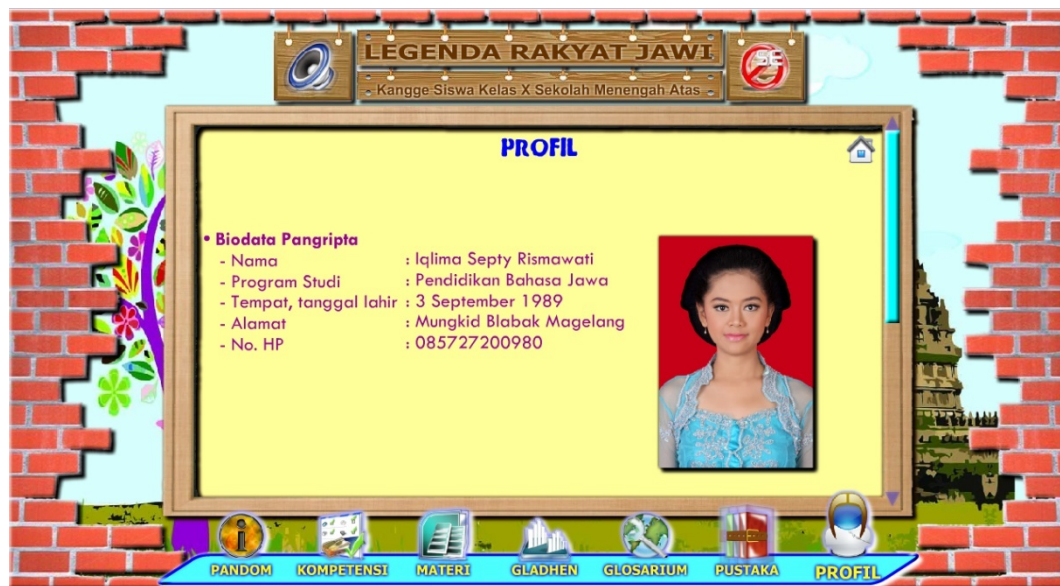 LEGENDA RAKYAT JAWI
SE
Kangge Siswa Kelas X Sekolah Menengah Atas
PROFIL
• Biodata Pangripta
- Nama : Iqlima Septy Rismawati
- Program Studi : Pendidikan Bahasa Jawa
- Tempat, tanggal lahir : 3 September 1989
- Alamat : Mungkid Blabak Magelang
- No. HP : 085727200980
PANDOM KOMPETENSI MATERI GLADHEN GLOSARIUM PUSTAKA PROFIL